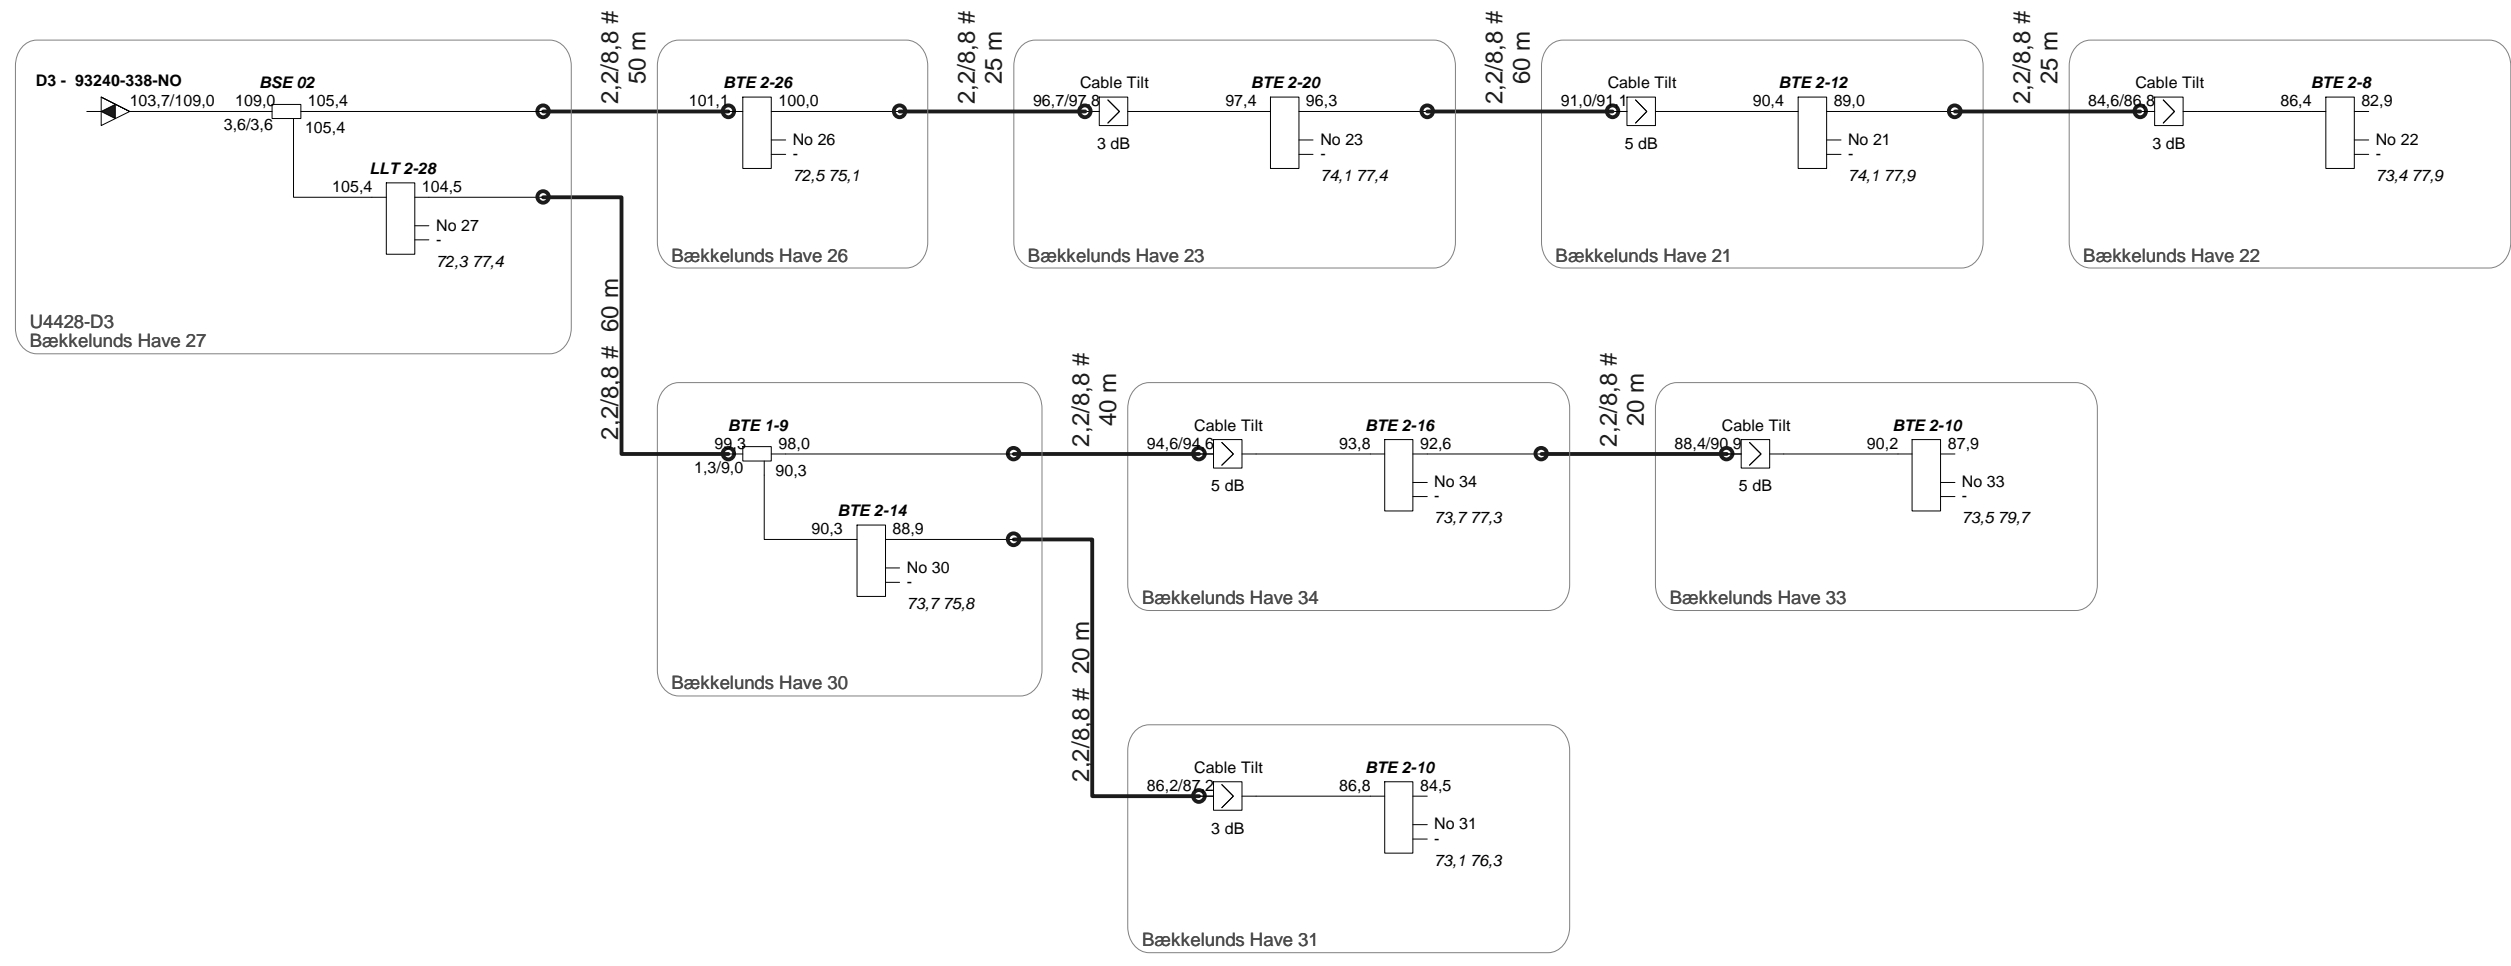 D3 - 93240-338-NO
103,7/109,0
BSE 02
109,0
105,4
3,6/3,6
105,4
LLT 2-28
105,4
104,5
No 27
-
72,3 77,4
U4428-D3
Bækkelunds Have 27
2,2/8,8 #
50 m
BTE 2-26
101,1
100,0
No 26
-
72,5 75,1
Bækkelunds Have 26
2,2/8,8 #
25 m
Cable Tilt
96,7/97,8
3 dB
BTE 2-20
97,4
96,3
No 23
-
74,1 77,4
Bækkelunds Have 23
2,2/8,8 #
60 m
Cable Tilt
91,0/91,1
5 dB
BTE 2-12
90,4
89,0
No 21
-
74,1 77,9
Bækkelunds Have 21
2,2/8,8 #
25 m
Cable Tilt
84,6/86,8
3 dB
BTE 2-8
86,4
82,9
No 22
-
73,4 77,9
Bækkelunds Have 22
2,2/8,8 # 60 m
BTE 1-9
99,3
98,0
1,3/9,0
90,3
BTE 2-14
90,3
88,9
No 30
-
73,7 75,8
Bækkelunds Have 30
2,2/8,8 #
40 m
Cable Tilt
94,6/94,6
5 dB
BTE 2-16
93,8
92,6
No 34
-
73,7 77,3
Bækkelunds Have 34
2,2/8,8 #
20 m
Cable Tilt
88,4/90,9
5 dB
BTE 2-10
90,2
87,9
No 33
-
73,5 79,7
Bækkelunds Have 33
2,2/8,8 # 20 m
Cable Tilt
86,2/87,2
3 dB
BTE 2-10
86,8
84,5
No 31
-
73,1 76,3
Bækkelunds Have 31